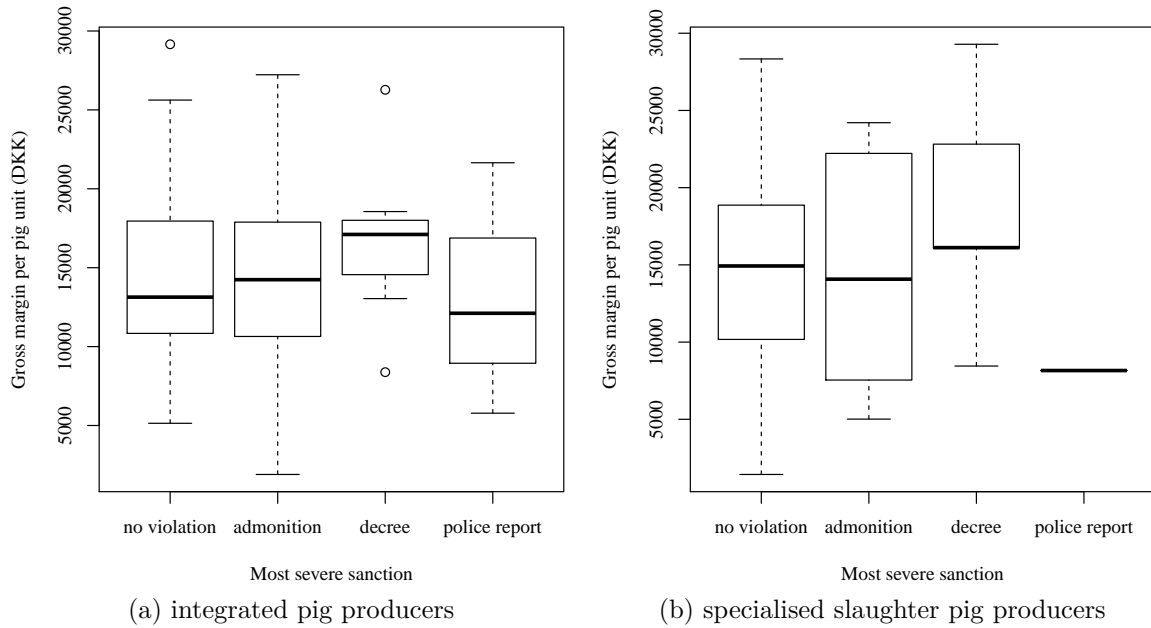 Gross margin per pig unit (DKK)
30000
25000
20000
15000
10000
5000
no violation admonition decree police report
Most severe sanction
(a) integrated pig producers
Gross margin per pig unit (DKK)
30000
25000
20000
15000
10000
5000
no violation admonition decree police report
Most severe sanction
(b) specialised slaughter pig producers